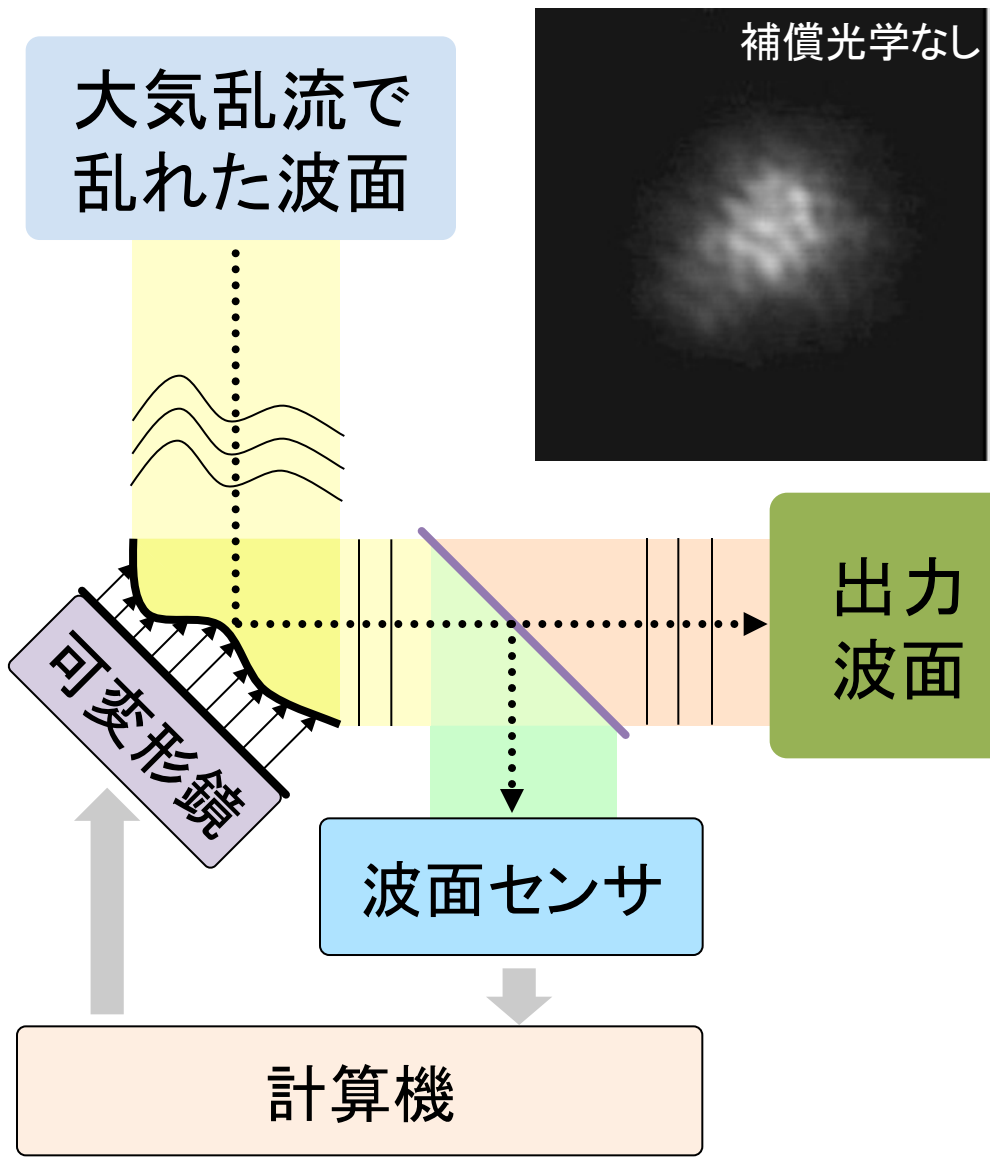 補償光学なし
大気乱流で
乱れた波面
出力
波面
可変形鏡
波面センサ
計算機